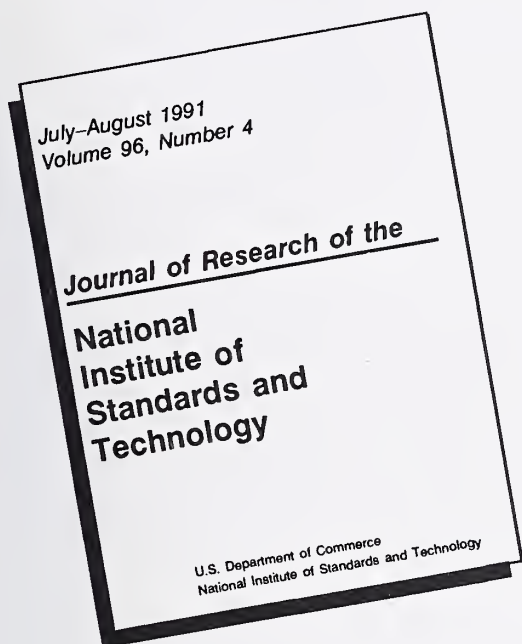 July–August 1991
Volume 96, Number 4
Journal of Research of the
National
Institute of
Standards and
Technology
U.S. Department of Commerce
National Institute of Standards and Technology